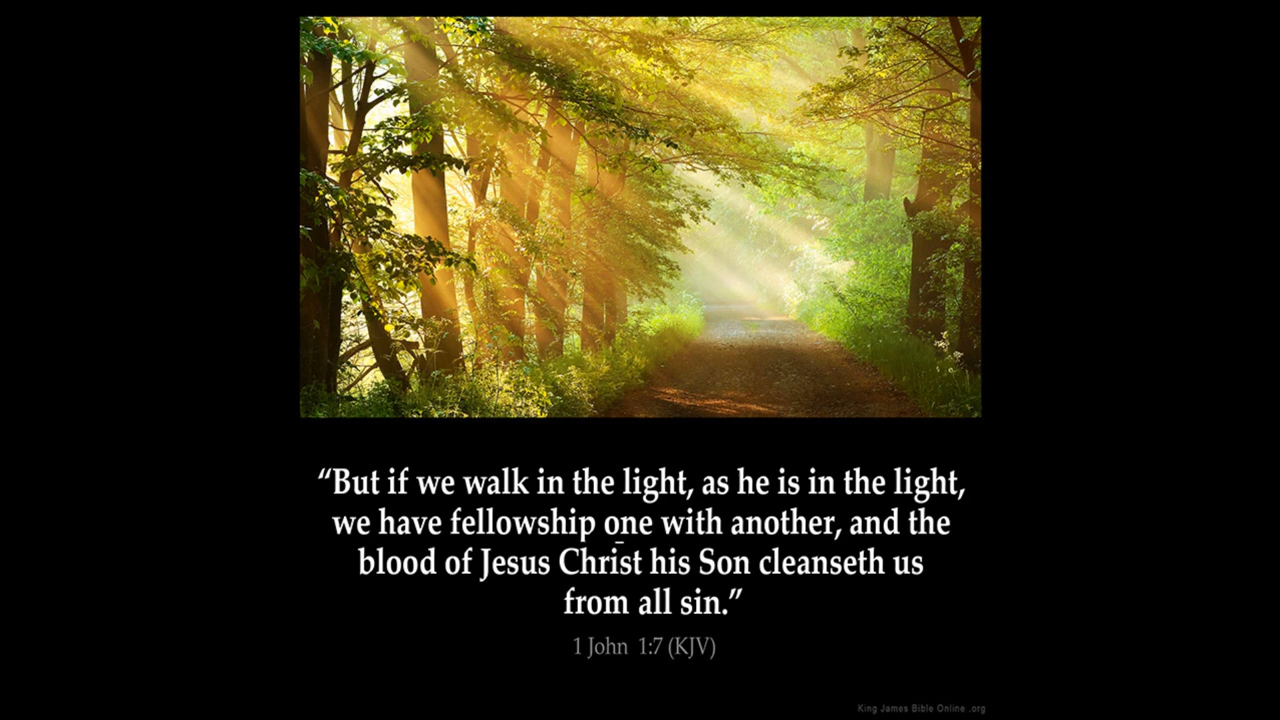 “But if we walk in the light, as he is in the light,
we have fellowship one with another, and the
blood of Jesus Christ his Son cleanseth us
from all sin.”
1 John 1:7 (KJV)
King James Bible Online .org